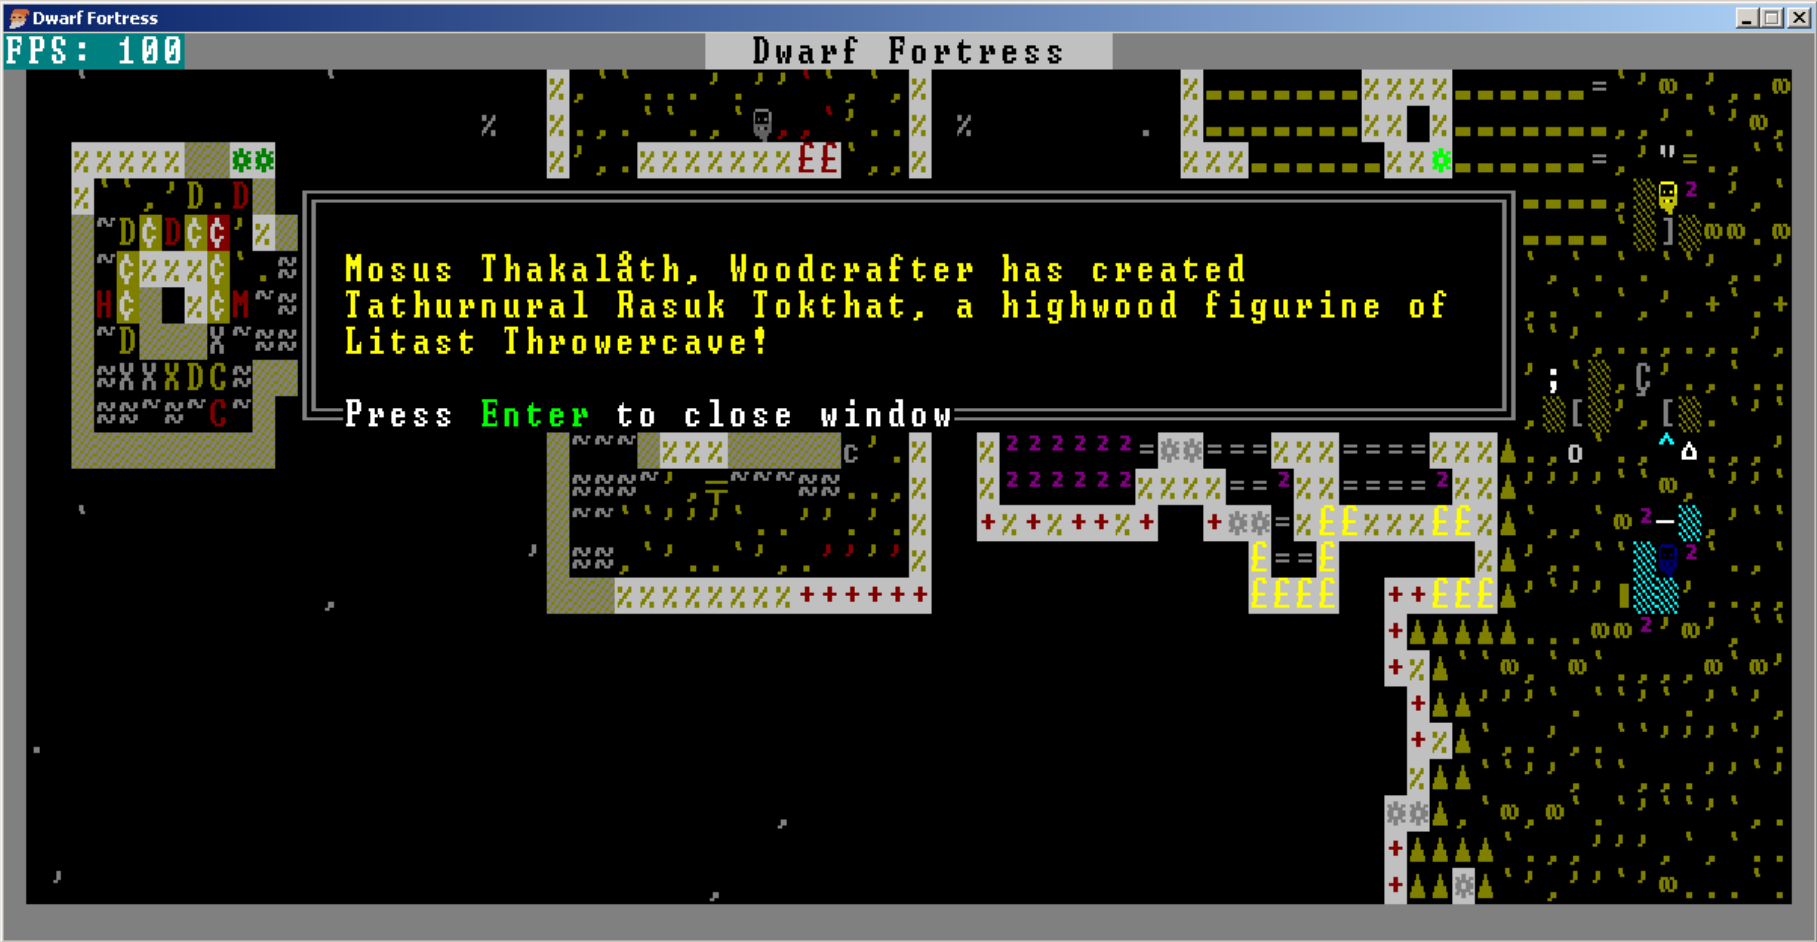 Dwarf Fortress
FPS: 100
Dwarf Fortress
Mosus Thakalåth, Woodcrafter has created
Tathurnural Rasuk Tokthat, a highwood figurine of
Litast Throwercave!
Press Enter to close window